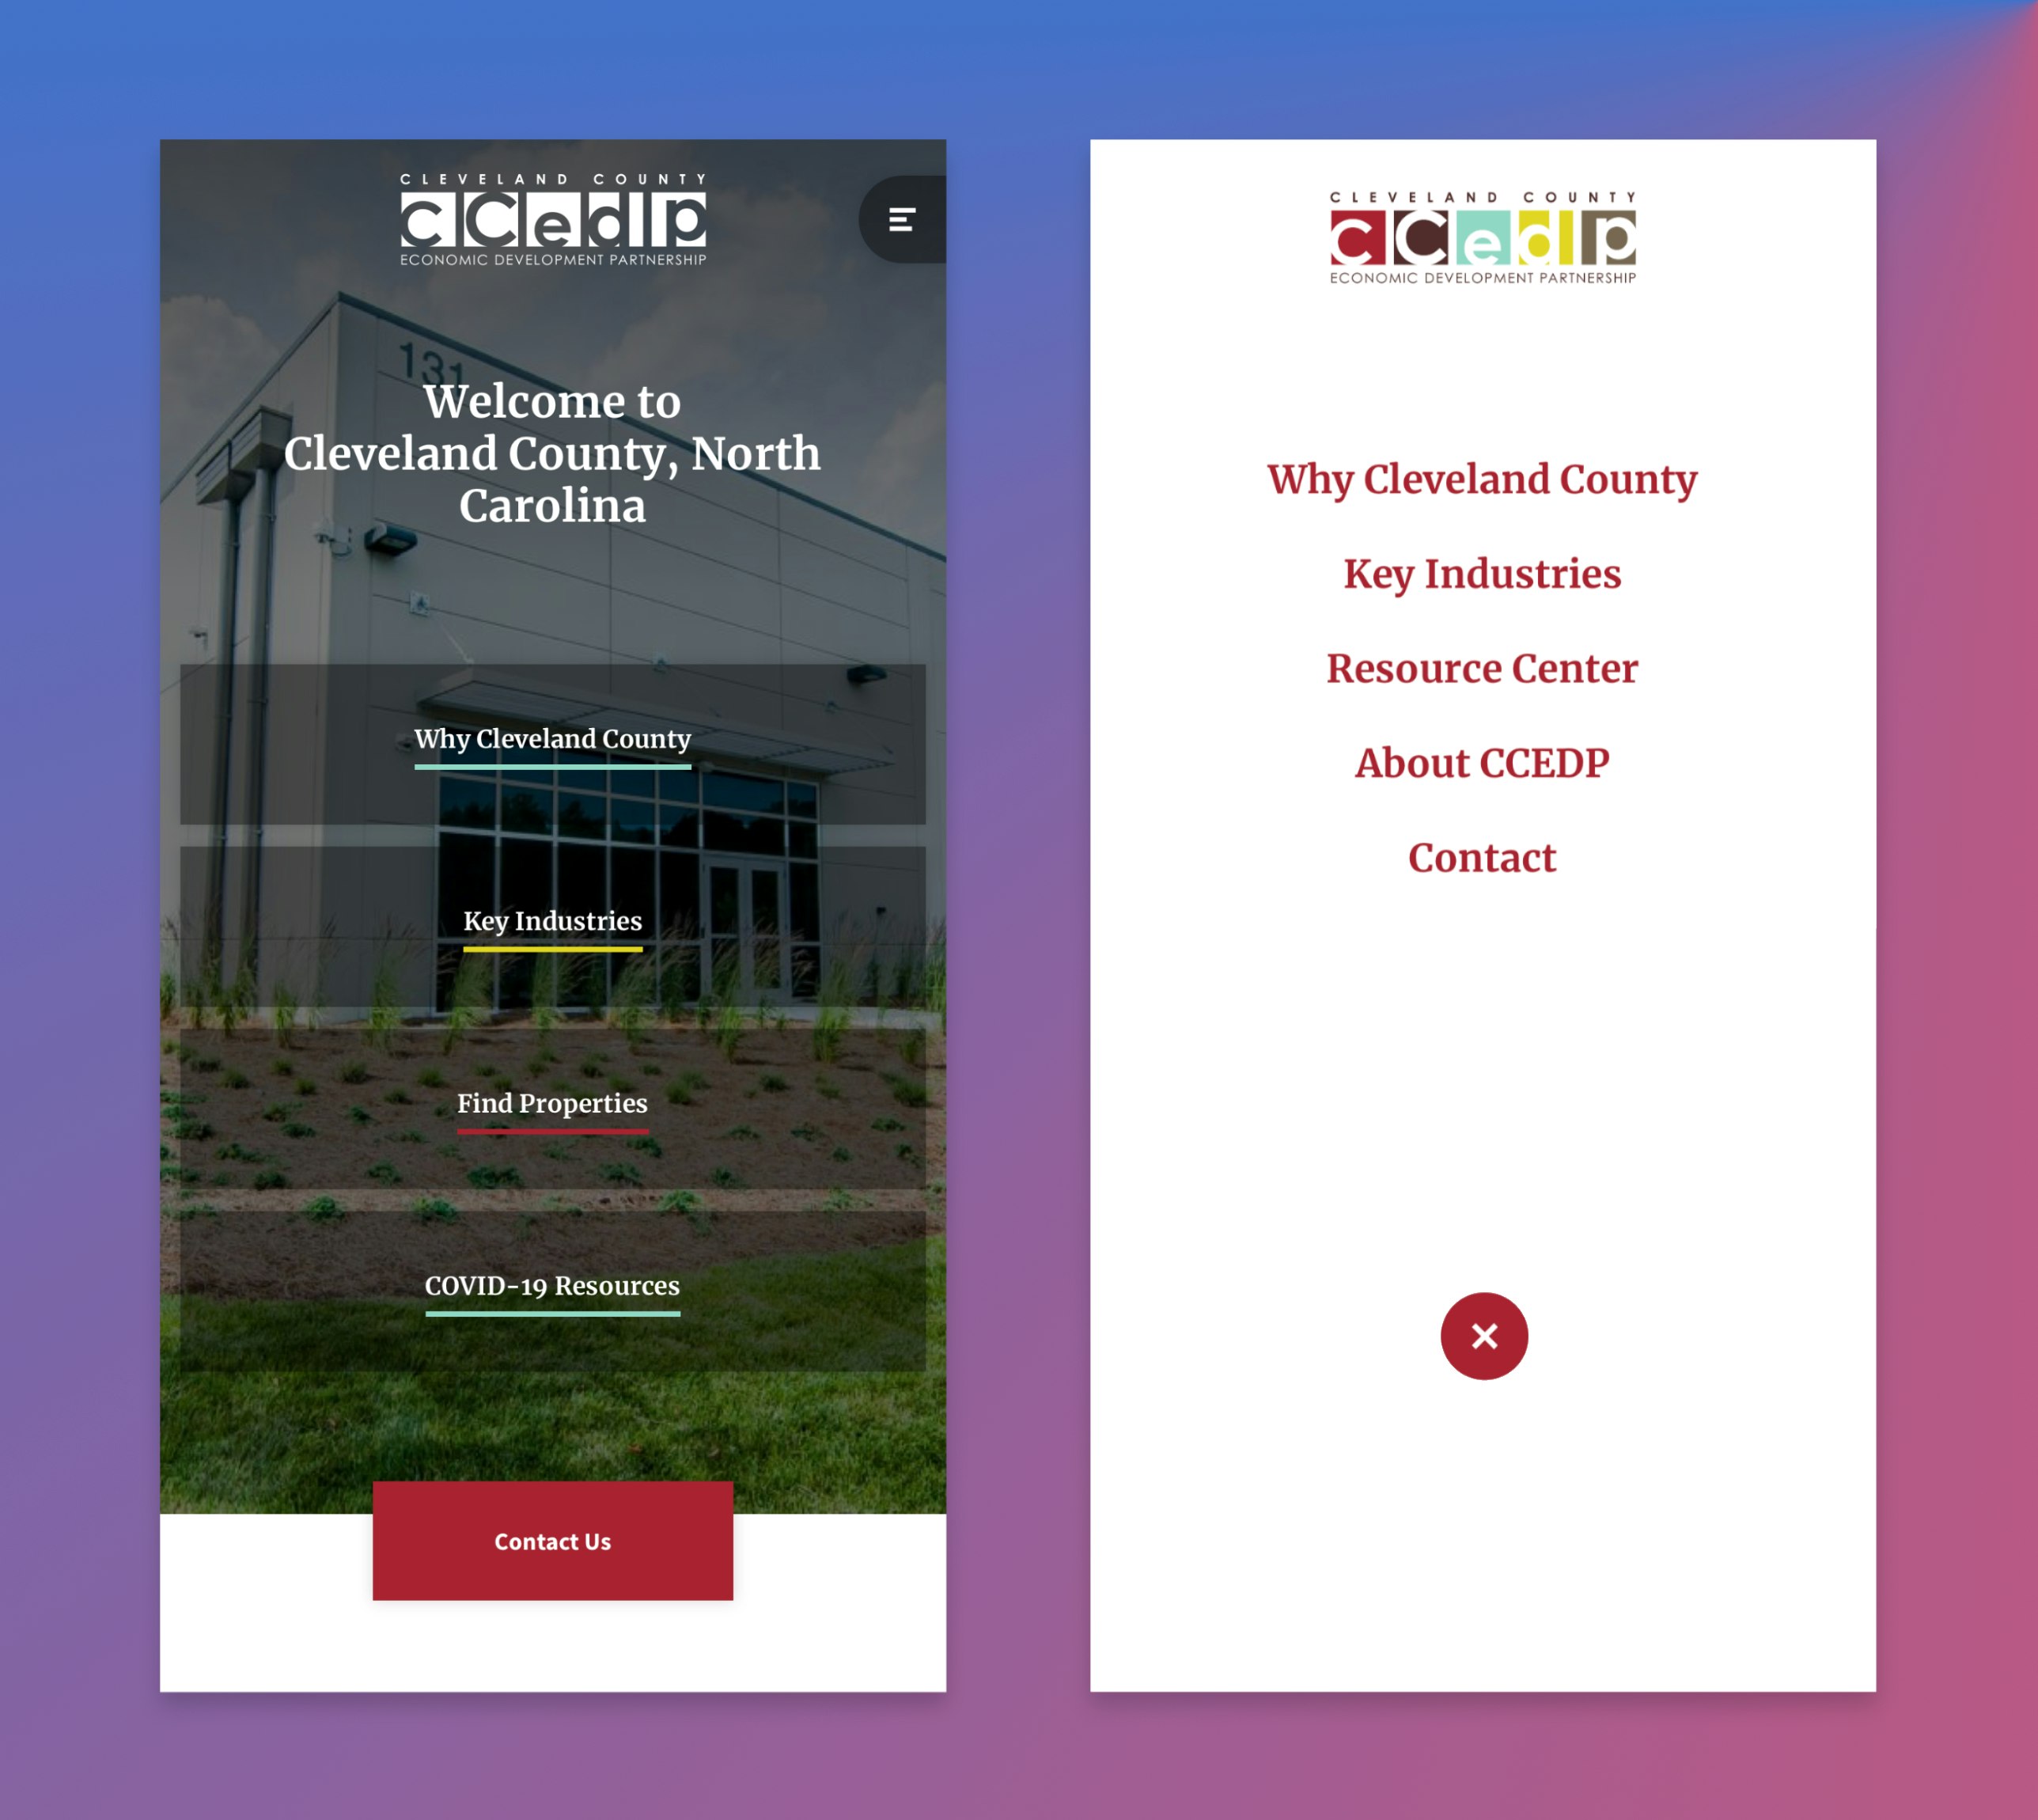 CLEVELAND COUNTY
cCedp
ECONOMIC DEVELOPMENT PARTNERSHIP
131
Welcome to
Cleveland County, North
Carolina
Why Cleveland County
Key Industries
Find Properties
COVID-19 Resources
Contact Us
CLEVELAND COUNTY
cCedp
ECONOMIC DEVELOPMENT PARTNERSHIP
Why Cleveland County
Key Industries
Resource Center
About CCEDP
Contact